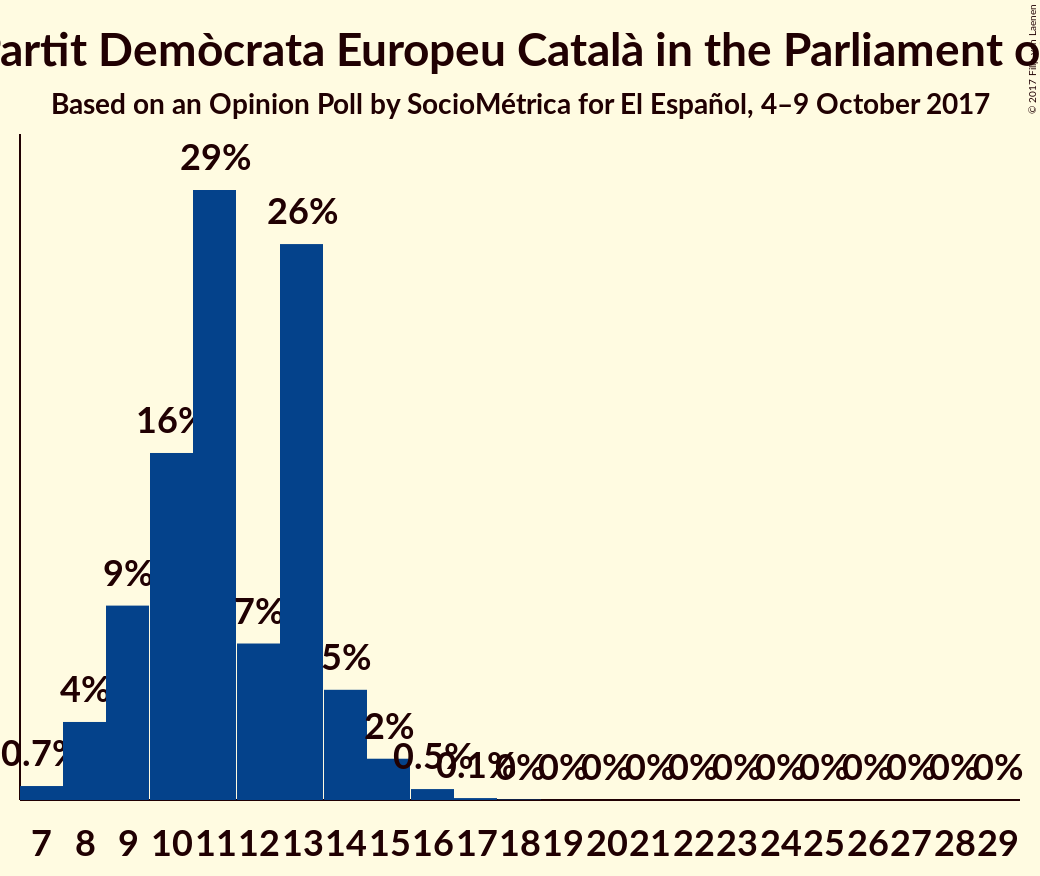 artit Demòcrata Europeu Català in the Parliament o
Based on an Opinion Poll by SocioMétrica for El Español, 4–9 October 2017
© 2017 Filip Laenen
29%
26%
16%
9%
7%
5%
4%
2%
0.7%
0.5%
0.1%
0% 0% 0% 0% 0% 0% 0% 0% 0% 0% 0% 0%
7 8 9 10 11 12 13 14 15 16 17 18 19 20 21 22 23 24 25 26 27 28 29